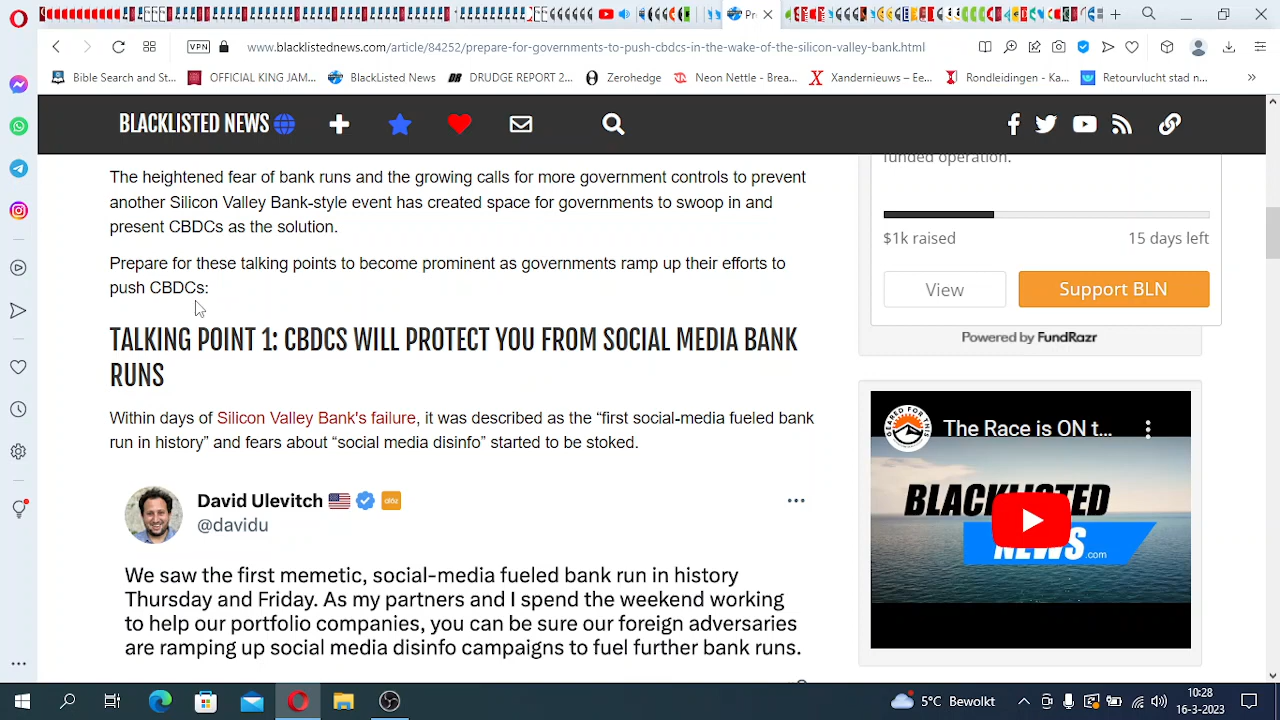 Pr
VPN
www.blacklistednews.com/article/84252/prepare-for-governments-to-push-cbdcs-in-the-wake-of-the-silicon-valley-bank.html
Bible Search and St...
OFFICIAL KING JAM...
BlackListed News
DR DRUDGE REPORT 2...
Zerohedge
Neon Nettle - Brea...
X Xandernieuws – Ee...
Rondleidingen - Ka...
Retourvlucht stad n...
»
BLACKLISTED NEWS
The heightened fear of bank runs and the growing calls for more government controls to prevent
another Silicon Valley Bank-style event has created space for governments to swoop in and
present CBDCs as the solution.
Prepare for these talking points to become prominent as governments ramp up their efforts to
push CBDCs:
TALKING POINT 1: CBDCS WILL PROTECT YOU FROM SOCIAL MEDIA BANK
RUNS
Within days of Silicon Valley Bank's failure, it was described as the “first social-media fueled bank
run in history” and fears about “social media disinfo” started to be stoked.
David Ulevitch
@davidu
We saw the first memetic, social-media fueled bank run in history
Thursday and Friday. As my partners and I spend the weekend working
to help our portfolio companies, you can be sure our foreign adversaries
are ramping up social media disinfo campaigns to fuel further bank runs.
funded operation.
$1k raised
15 days left
View
Support BLN
Powered by FundRazr
GEARED FOR THIS
The Race is ON t...
BLACKLISTED
NEWS.com
5°C Bewolkt
10:28
16-3-2023